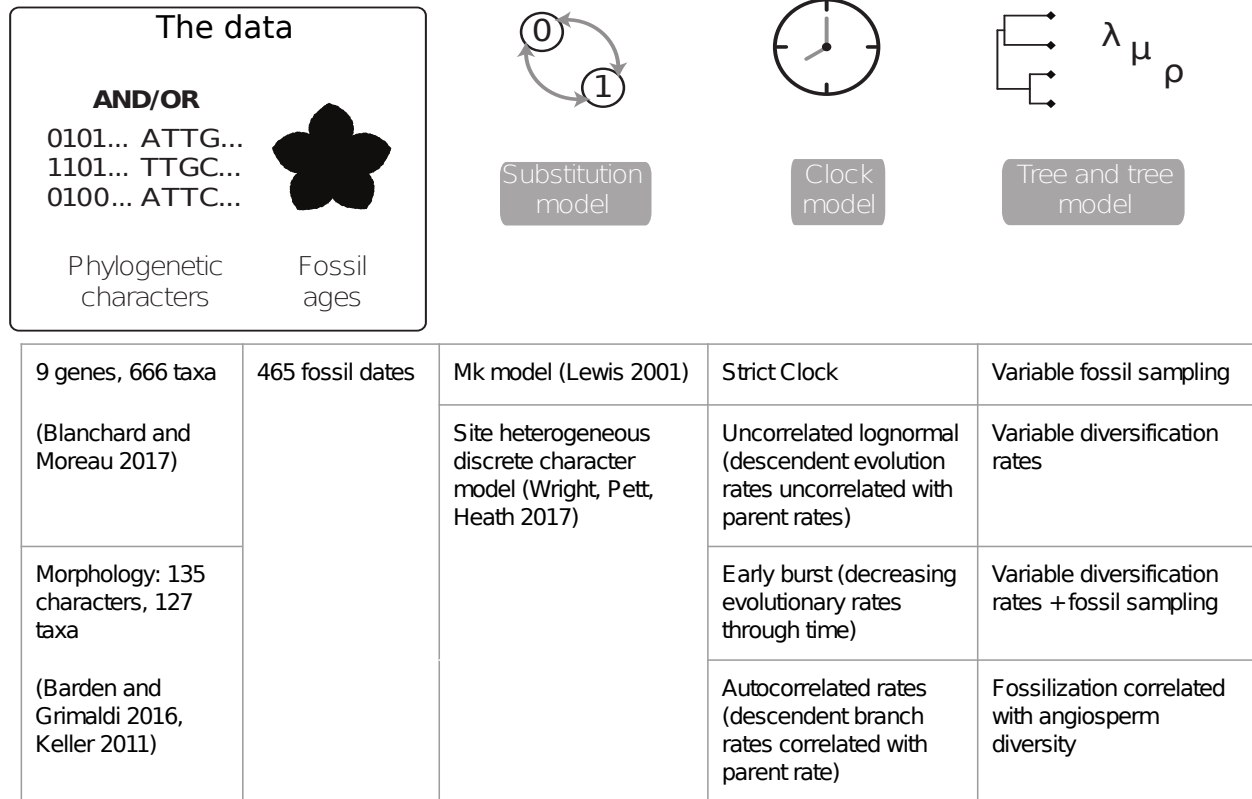 The data
AND/OR
0101... ATTG...
1101... TTGC...
0100... ATTC...
Phylogenetic
characters
Fossil
ages
0
1
Substitution
model
Clock
model
λ μ ρ
Tree and tree
model
9 genes, 666 taxa
(Blanchard and
Moreau 2017)
Morphology: 135
characters, 127
taxa
(Barden and
Grimaldi 2016,
Keller 2011)
465 fossil dates
Mk model (Lewis 2001)
Site heterogeneous
discrete character
model (Wright, Pett,
Heath 2017)
Strict Clock
Uncorrelated lognormal
(descendent evolution
rates uncorrelated with
parent rates)
Early burst (decreasing
evolutionary rates
through time)
Autocorrelated rates
(descendent branch
rates correlated with
parent rate)
Variable fossil sampling
Variable diversification
rates
Variable diversification
rates + fossil sampling
Fossilization correlated
with angiosperm
diversity